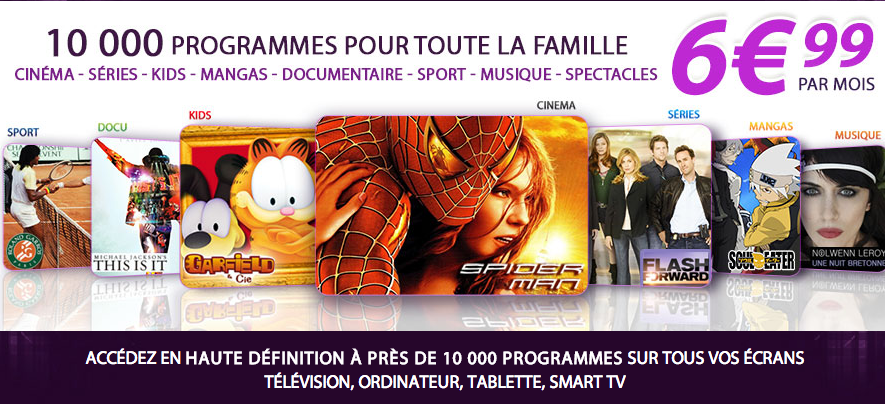 10 000 PROGRAMMES POUR TOUTE LA FAMILLE
CINÉMA - SÉRIES - KIDS - MANGAS - DOCUMENTAIRE - SPORT - MUSIQUE - SPECTACLES
6€99
PAR MOIS
SPORT
DOCU
KIDS
CINEMA
SÉRIES
MANGAS
MUSIQUE
ROLAND GARROS
MICHAEL JACKSON'S
THIS IS IT
GARFIELD
& Cie
SPIDER
MAN
FLASH
FORWARD
SOUL EATER
NOLWENN LEROY
UNE NUIT BRETONNE
ACCÉDEZ EN HAUTE DÉFINITION À PRÈS DE 10 000 PROGRAMMES SUR TOUS VOS ÉCRANS
TÉLÉVISION, ORDINATEUR, TABLETTE, SMART TV